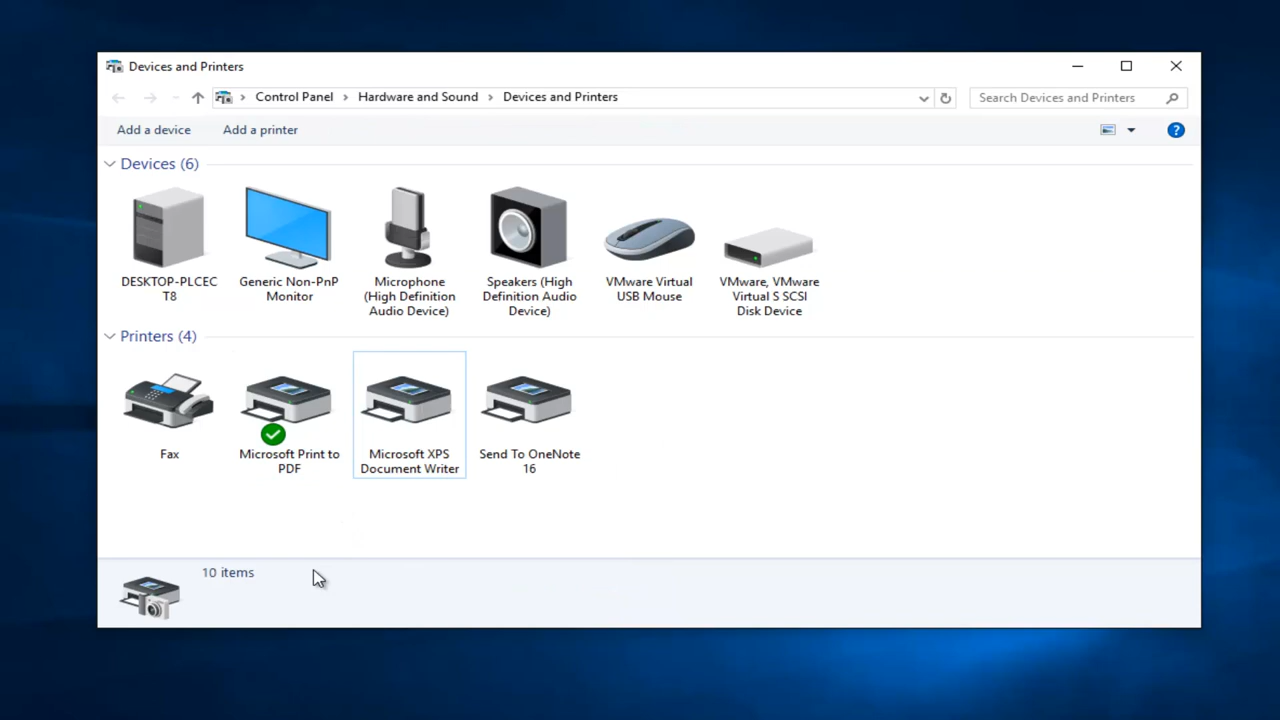 Devices and Printers
Control Panel > Hardware and Sound > Devices and Printers
Search Devices and Printers
Add a device
Add a printer
?
Devices (6)
DESKTOP-PLCEC
T8
Generic Non-PnP
Monitor
Microphone
(High Definition
Audio Device)
Speakers (High
Definition Audio
Device)
VMware Virtual
USB Mouse
VMware, VMware
Virtual S SCSI
Disk Device
Printers (4)
Fax
Microsoft Print to
PDF
Microsoft XPS
Document Writer
Send To OneNote
16
10 items